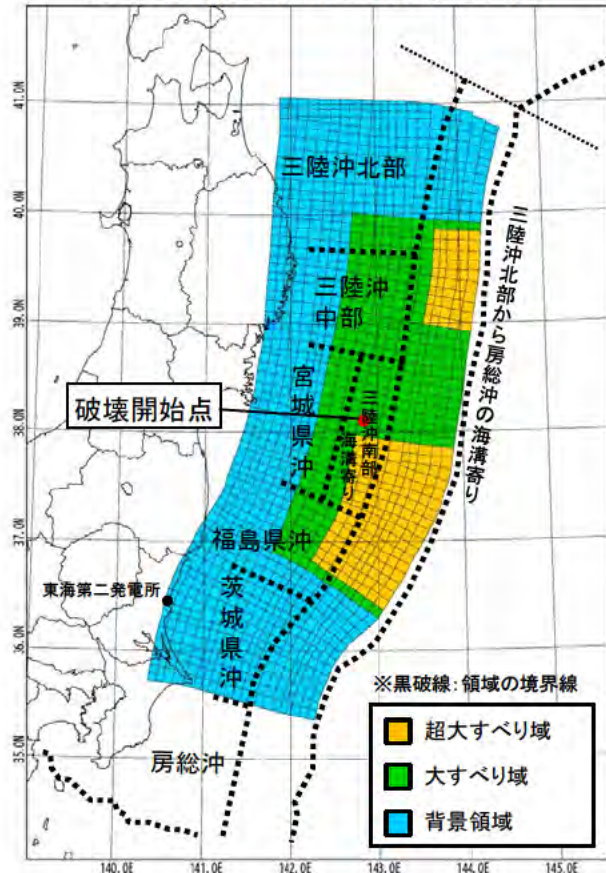 41.0N
三陸沖北部
40.0N
三陸沖北部から房総沖の海溝寄り
三陸沖
中部
39.0N
宮城県沖
三陸沖南部
海溝寄り
破壊開始点
38.0N
37.0N
福島県沖
東海第二発電所
茨城県沖
36.0N
※黒破線:領域の境界線
超大すべり域
大すべり域
背景領域
房総沖
35.0N
140.0E
141.0E
142.0E
143.0E
144.0E
145.0E